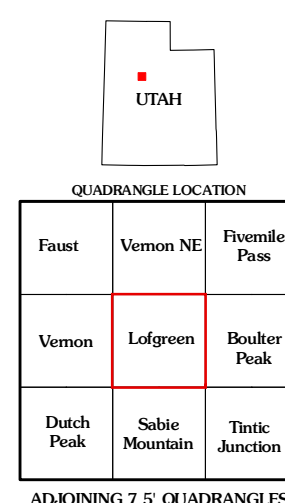 UTAH
QUADRANGLE LOCATION
Faust
Vernon NE
Fivemile
Pass
Vernon
Lofgreen
Boulter
Peak
Dutch
Peak
Sabie
Mountain
Tintic
Junction
ADJOINING 7.5' QUADRANGLES